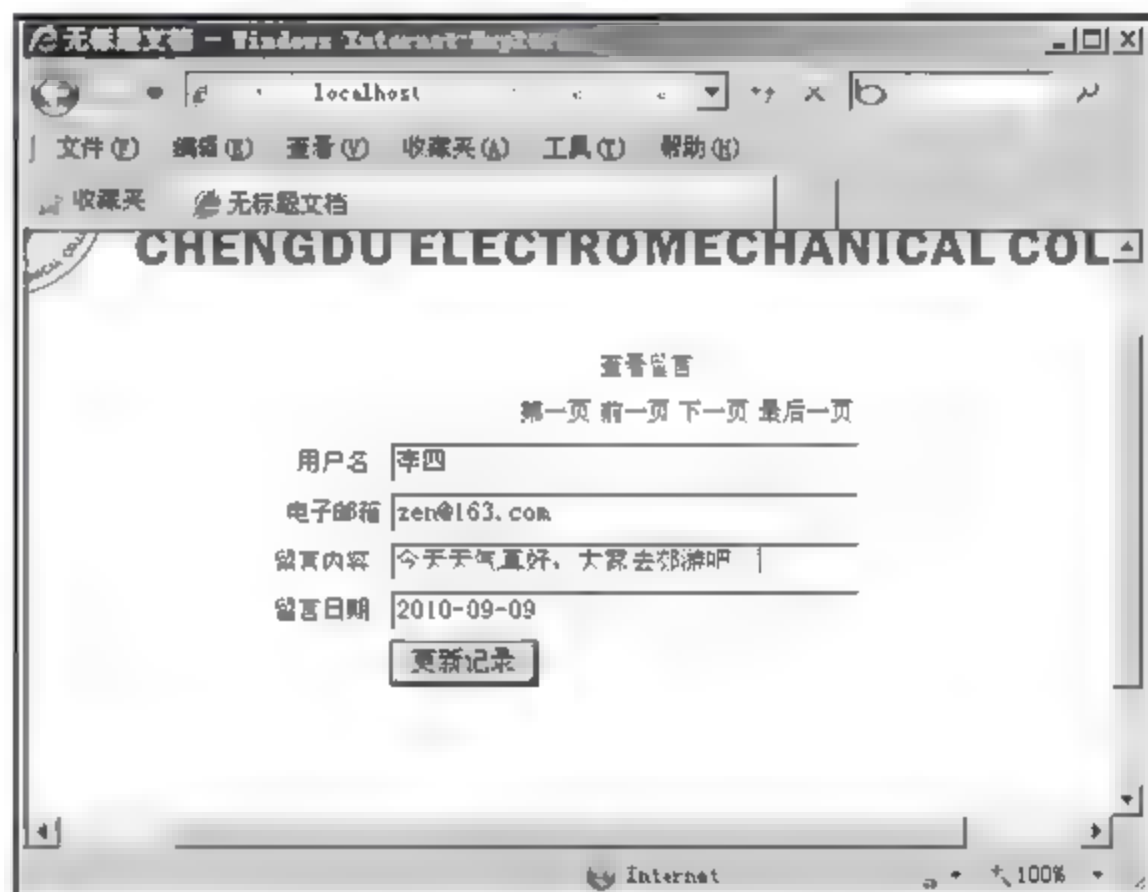 无标题文档 - Windows Internet Explorer
localhost
文件(F) 编辑(E) 查看(V) 收藏夹(A) 工具(T) 帮助(H)
收藏夹 无标题文档
CHENGDU ELECTROMECHANICAL COL
查看留言
第一页 前一页 下一页 最后一页
用户名 李四
电子邮箱 zen@163.com
留言内容 今天天气真好，大家去郊游吧
留言日期 2010-09-09
更新记录
Internet 100%